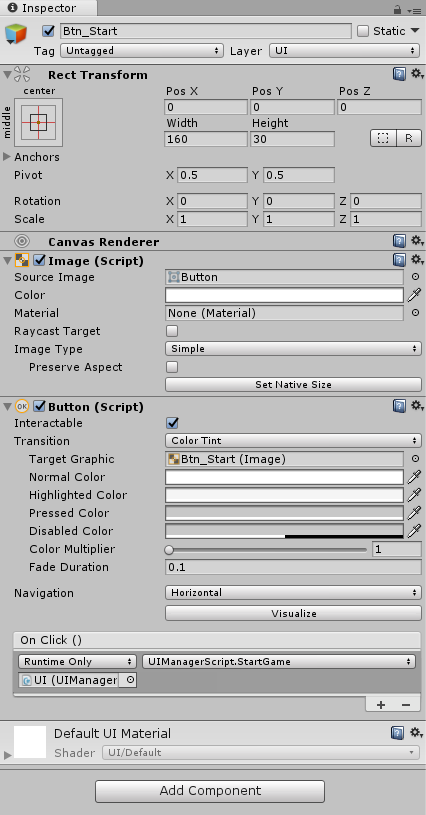 Inspector
Btn_Start Static
Tag Untagged Layer UI
Rect Transform
center
middle
Pos X Pos Y Pos Z
0 0 0
Width Height
160 30
R
Anchors
Pivot X 0.5 Y 0.5
Rotation X 0 Y 0 Z 0
Scale X 1 Y 1 Z 1
Canvas Renderer
Image (Script)
Source Image Button
Color
Material None (Material)
Raycast Target
Image Type Simple
Preserve Aspect
Set Native Size
OK Button (Script)
Interactable
Transition Color Tint
Target Graphic Btn_Start (Image)
Normal Color
Highlighted Color
Pressed Color
Disabled Color
Color Multiplier 1
Fade Duration 0.1
Navigation Horizontal
Visualize
On Click ()
Runtime Only UIManagerScript.StartGame
UI (UIManager
+ −
Default UI Material
Shader UI/Default
Add Component